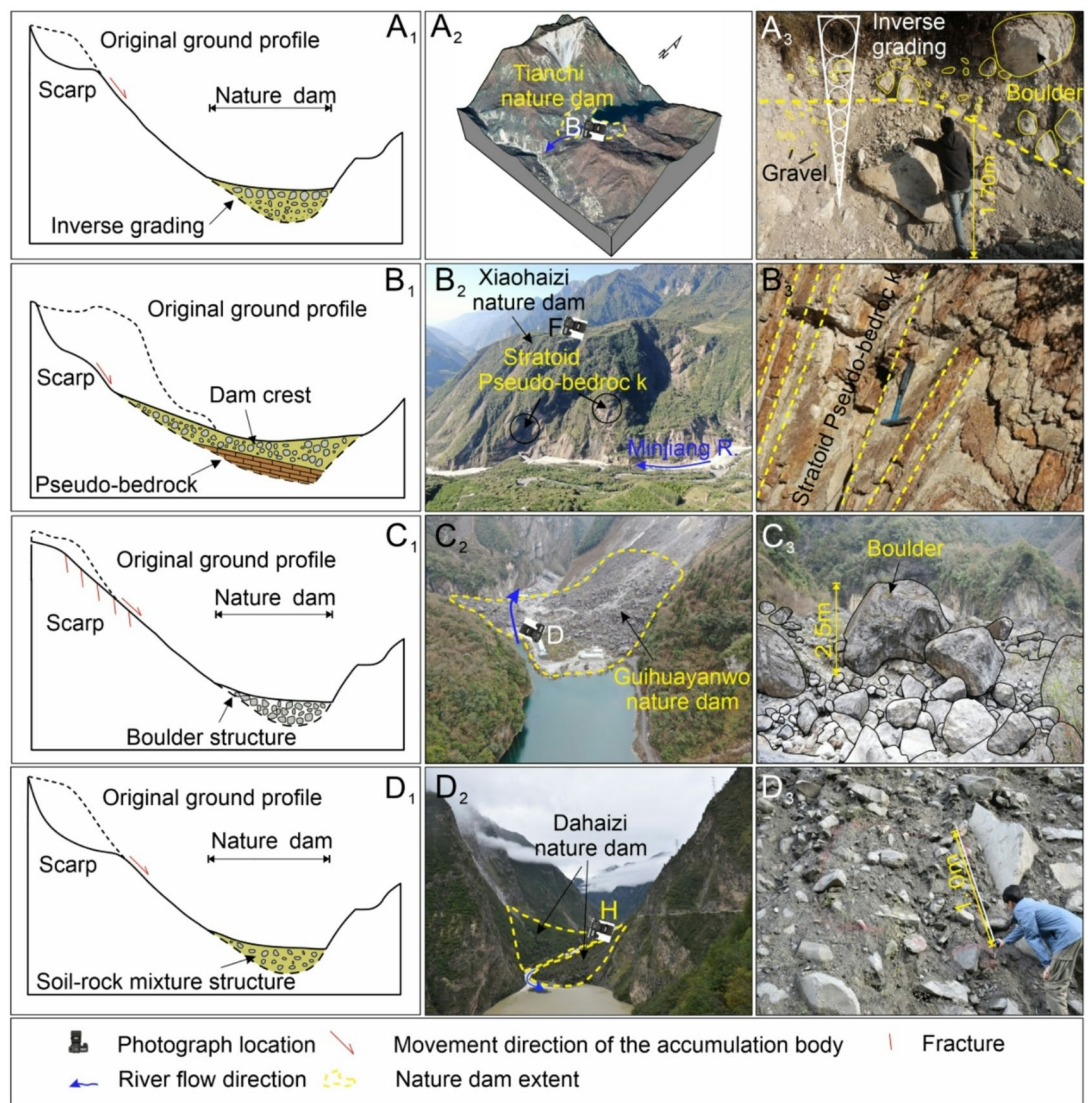 A1
Original ground profile
Scarp
Nature dam
Inverse grading
A2
Tianchi
nature dam
B
N
A3
Inverse
grading
Boulder
Gravel
1.70m
B1
Original ground profile
Scarp
Dam crest
Pseudo-bedrock
B2
Xiaohaizi
nature dam
F
Stratoid
Pseudo-bedroc k
Minjiang R.
B3
Stratoid Pseudo-bedroc k
C1
Original ground profile
Nature dam
Scarp
Boulder structure
C2
D
Guihuayanwo
nature dam
C3
Boulder
2.5m
D1
Original ground profile
Nature dam
Scarp
Soil-rock mixture structure
D2
Dahaizi
nature dam
H
D3
1.0m
Photograph location
Movement direction of the accumulation body
Fracture
River flow direction
Nature dam extent